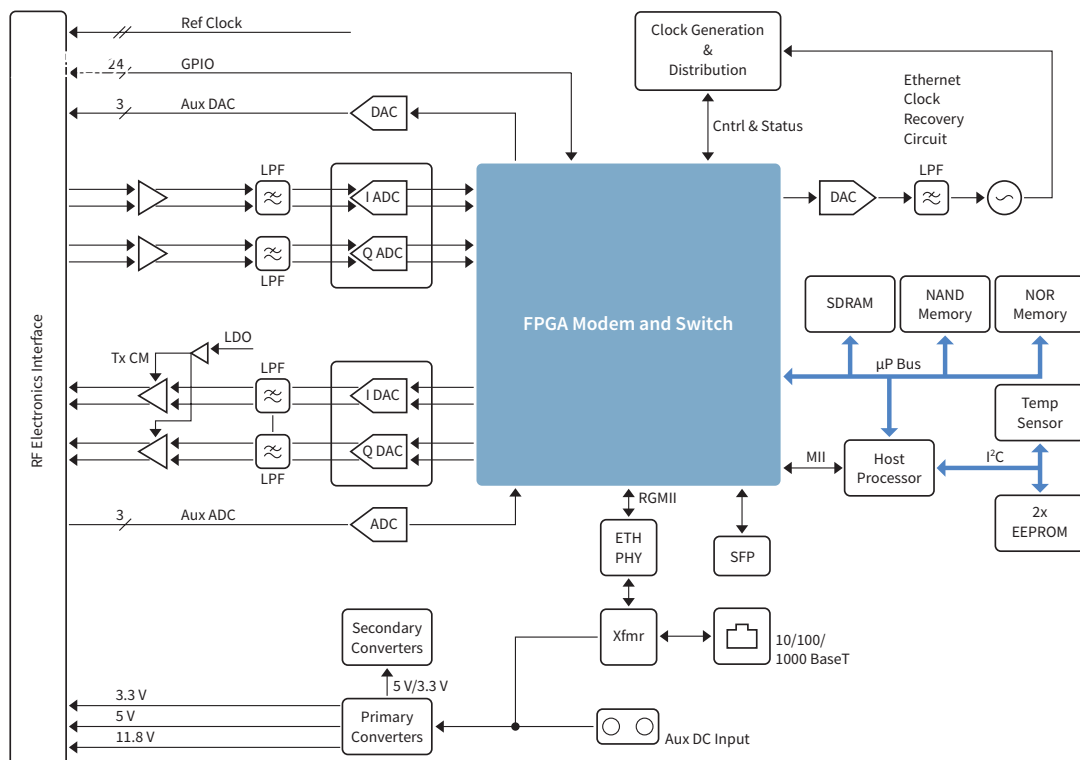 Ref Clock
24
GPIO
3
Aux DAC
DAC
Clock Generation
&
Distribution
Ethernet
Clock
Recovery
Circuit
Cntrl & Status
LPF
I ADC
Q ADC
LPF
DAC
LPF
RF Electronics Interface
FPGA Modem and Switch
SDRAM
NAND
Memory
NOR
Memory
µP Bus
LDO
Tx CM
LPF
I DAC
Q DAC
LPF
Temp
Sensor
MII
Host
Processor
I²C
2x
EEPROM
3
Aux ADC
ADC
RGMII
ETH
PHY
SFP
Xfmr
10/100/
1000 BaseT
Secondary
Converters
5 V/3.3 V
3.3 V
5 V
11.8 V
Primary
Converters
Aux DC Input